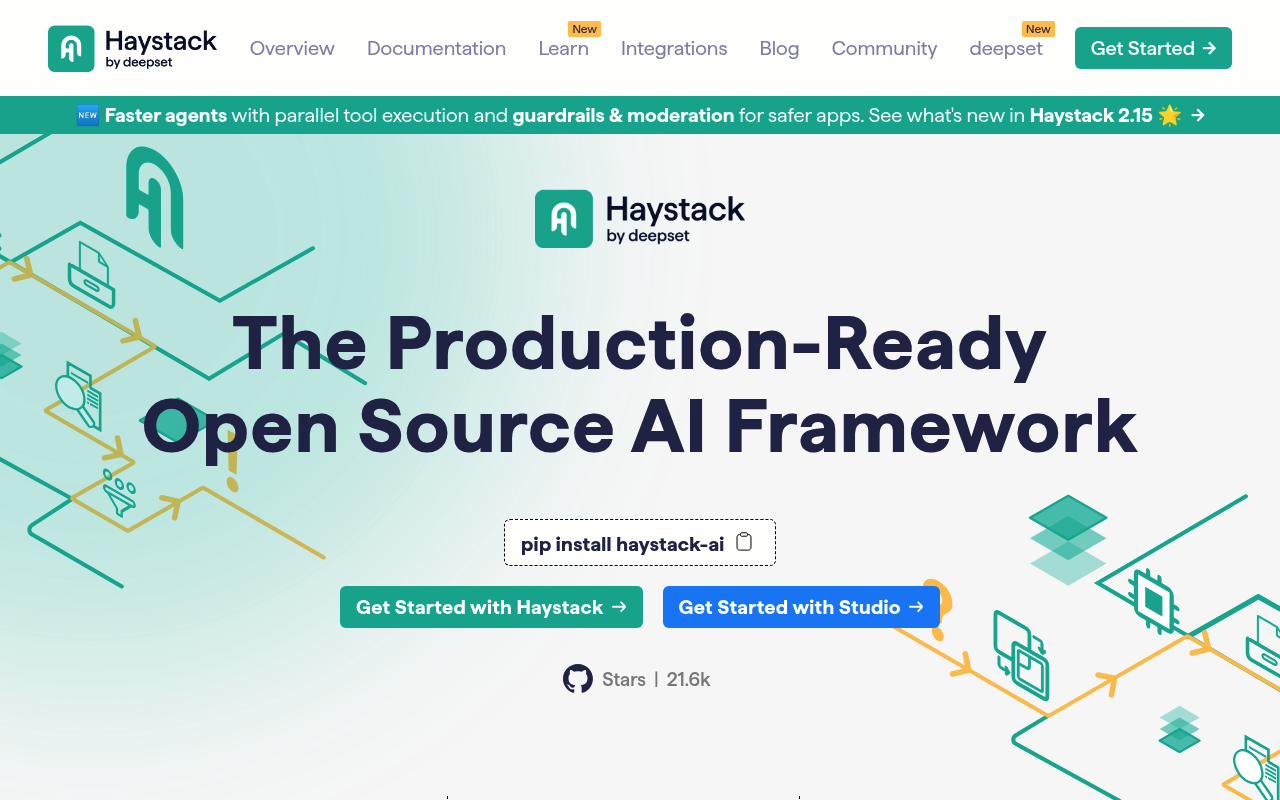 Haystack
by deepset
Overview
Documentation
Learn
New
Integrations
Blog
Community
deepset
New
Get Started →
🆕 Faster agents with parallel tool execution and guardrails & moderation for safer apps. See what's new in Haystack 2.15 🌟 →
Haystack
by deepset
The Production-Ready
Open Source AI Framework
pip install haystack-ai
Get Started with Haystack →
Get Started with Studio →
Stars | 21.6k